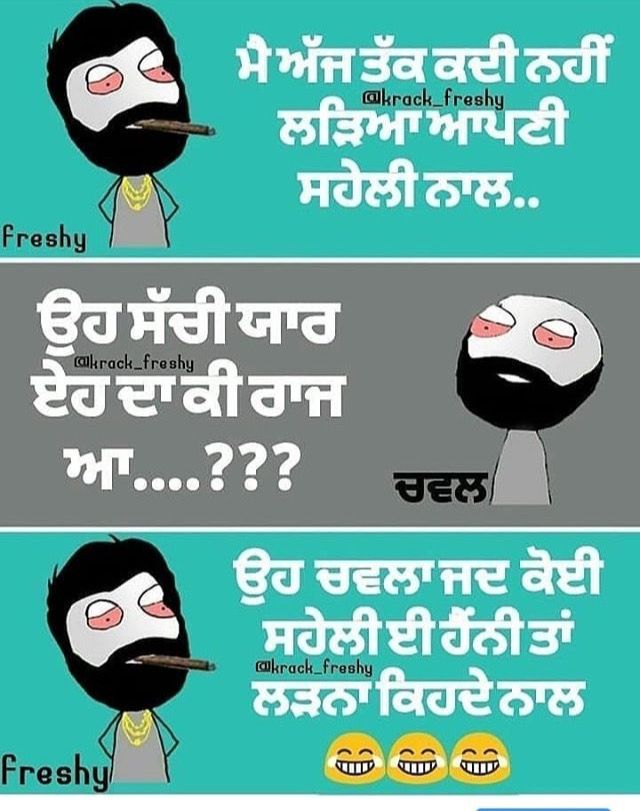 ਮੈ ਅੱਜ ਤੱਕ ਕਦੀ ਨਹੀਂ
@krack_freshy
ਲੜਿਆ ਆਪਣੀ
ਸਹੇਲੀ ਨਾਲ..
Freshy
ਉਹ ਸੱਚੀ ਯਾਰ
@krack_freshy
ਏਹ ਦਾ ਕੀ ਰਾਜ
ਆ....???
ਚਵਲ
ਉਹ ਚਵਲਾ ਜਦ ਕੋਈ
ਸਹੇਲੀ ਈ ਹੈਂਨੀ ਤਾਂ
@krack_freshy
ਲੜਨਾ ਕਿਹਦੇ ਨਾਲ
😂😂😂
Freshy